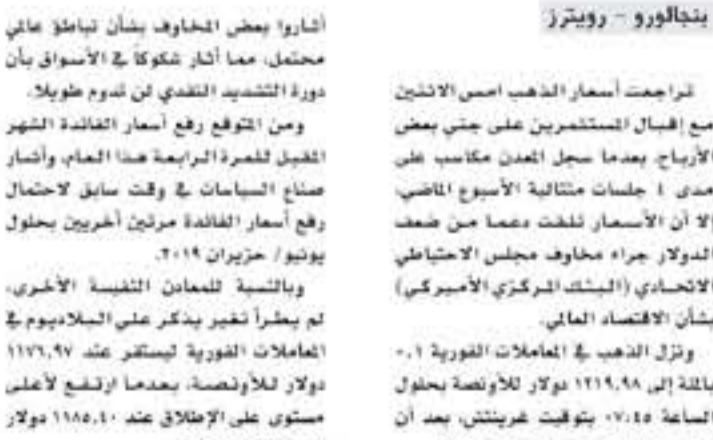 بنجالورو - رويترز
تراجعت أسعار الذهب امس الاثنين
مع إقبال المستثمرين على جني بعض
الأرباح، بعدما سجل المعدن مكاسب على
مدى ٤ جلسات متتالية الأسبوع الماضي،
إلا أن الأسعار تلقت دعما من ضعف
الدولار جراء مخاوف مجلس الاحتياطي
الاتحادي (البنك المركزي الأميركي)
بشأن الاقتصاد العالمي.
ونزل الذهب في المعاملات الفورية ٠.١
بالمئة إلى ١٢١٩.٩٨ دولار للأونصة بحلول
الساعة ٠٧:٤٥ بتوقيت غرينتش، بعد أن
أشاروا بعض المخاوف بشأن تباطؤ عالمي
محتمل، مما أثار شكوكاً في الأسواق بأن
دورة التشديد النقدي لن تدوم طويلا.
ومن المتوقع رفع أسعار الفائدة الشهر
المقبل للمرة الرابعة هذا العام، وأشار
صناع السياسات في وقت سابق لاحتمال
رفع أسعار الفائدة مرتين أخريين بحلول
يونيو/ حزيران ٢٠١٩.
وبالنسبة للمعادن النفيسة الأخرى،
لم يطرأ تغير يذكر على البلاديوم في
المعاملات الفورية ليستقر عند ١١٧٦.٩٧
دولار للأونصة، بعدما ارتفع لأعلى
مستوى على الإطلاق عند ١١٨٥.٤٠ دولار